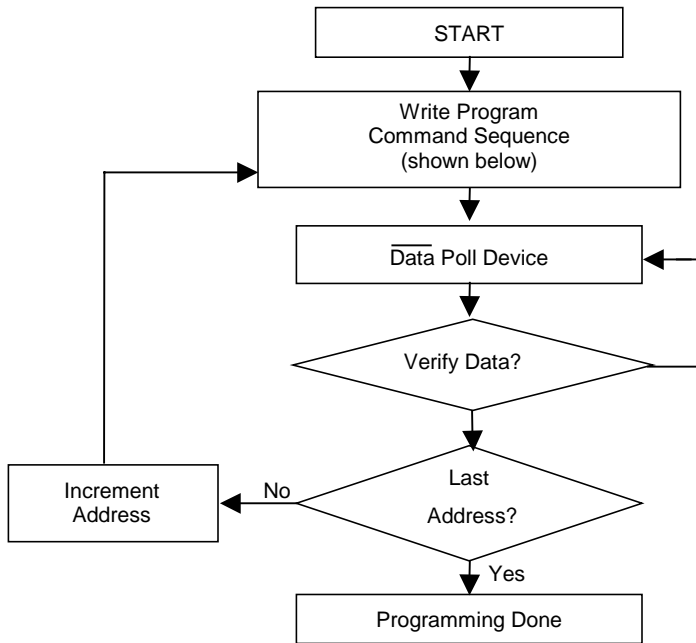 START
Write Program
Command Sequence
(shown below)
Data Poll Device
Verify Data?
Last
No
Increment
Address
Address?
Yes
Programming Done